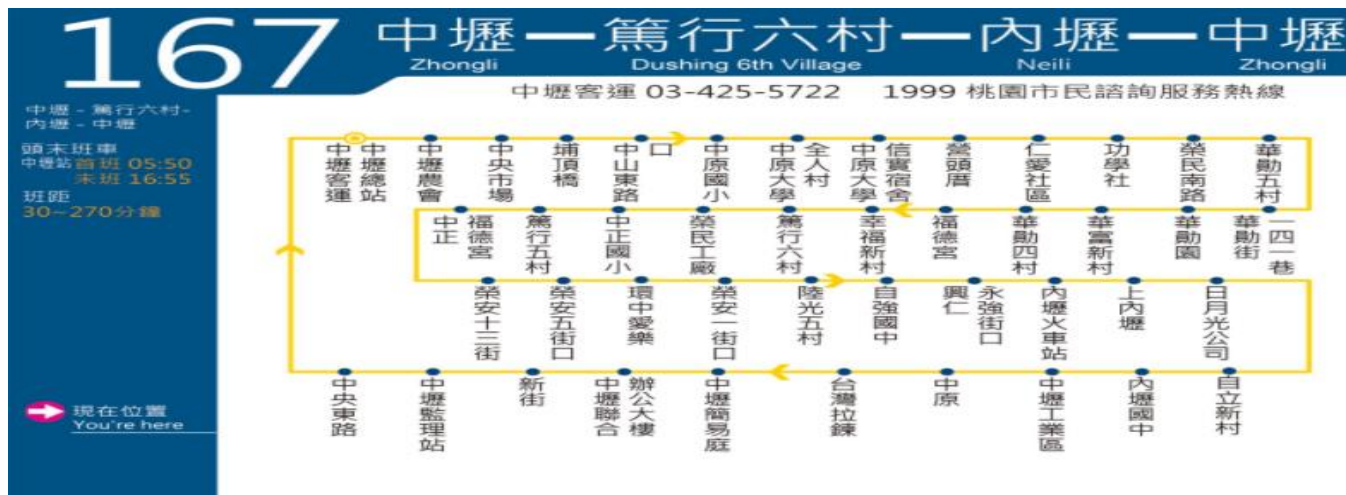 167
中壢—篤行六村—內壢—中壢
Zhongli Dushing 6th Village Neili Zhongli
中壢客運 03-425-5722 1999 桃園市民諮詢服務熱線
中壢 - 篤行六村-
內壢 - 中壢
頭末班車
中壢站 首班 05:50
末班 16:55
班距
30~270分鐘
現在位置
You're here
中壢客運中壢總站
中壢農會
中央市場
埔頂橋
中山東路口
中原國小
中原大學全人村
中原大學信實宿舍
營頭厝
仁愛社區
功學社
榮民南路
華勛五村
華勛街一四一巷
華勛園
華富新村
華勛四村
福德宮
幸福新村
篤行六村
榮民工廠
中正國小
篤行五村
中正福德宮
榮安十三街
榮安五街口
環中愛樂
榮安一街口
陸光五村
自強國中
興仁永強街口
內壢火車站
上內壢
日月光公司
自立新村
內壢國中
中壢工業區
中原
台灣拉鍊
中壢簡易庭
中壢聯合辦公大樓
新街
中壢監理站
中央東路